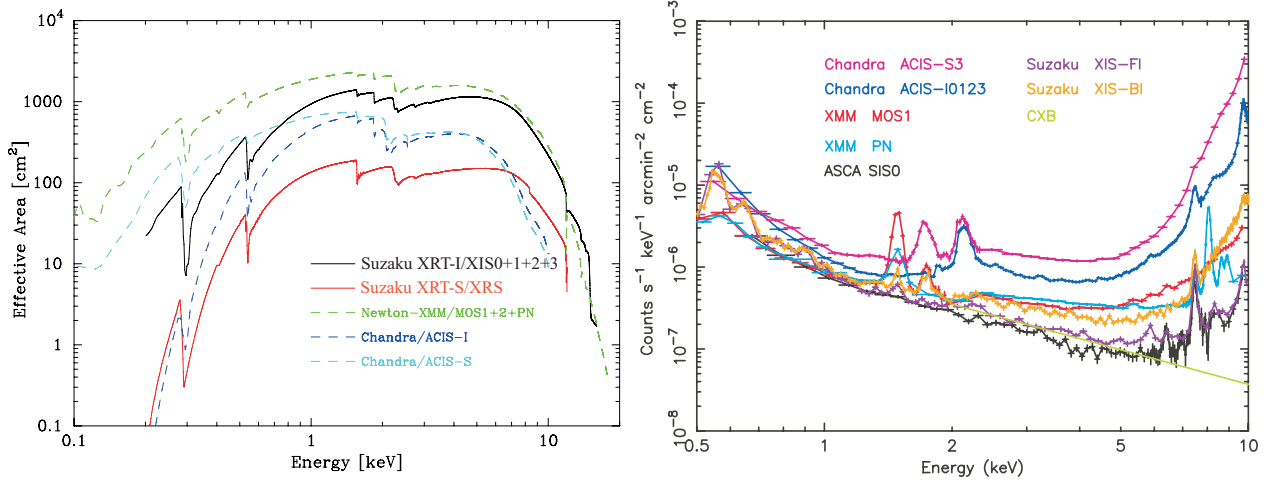 10⁴
1000
100
10
1
0.1
Effective Area [cm²]
Suzaku XRT-I/XIS0+1+2+3
Suzaku XRT-S/XRS
Newton-XMM/MOS1+2+PN
Chandra/ACIS-I
Chandra/ACIS-S
0.1 1 10
Energy [keV]
10⁻³
10⁻⁴
10⁻⁵
10⁻⁶
10⁻⁷
10⁻⁸
Counts s⁻¹ keV⁻¹ arcmin⁻² cm⁻²
Chandra ACIS-S3 Suzaku XIS-FI
Chandra ACIS-I0123 Suzaku XIS-BI
XMM MOS1 CXB
XMM PN
ASCA SIS0
0.5 1 2 5 10
Energy (keV)